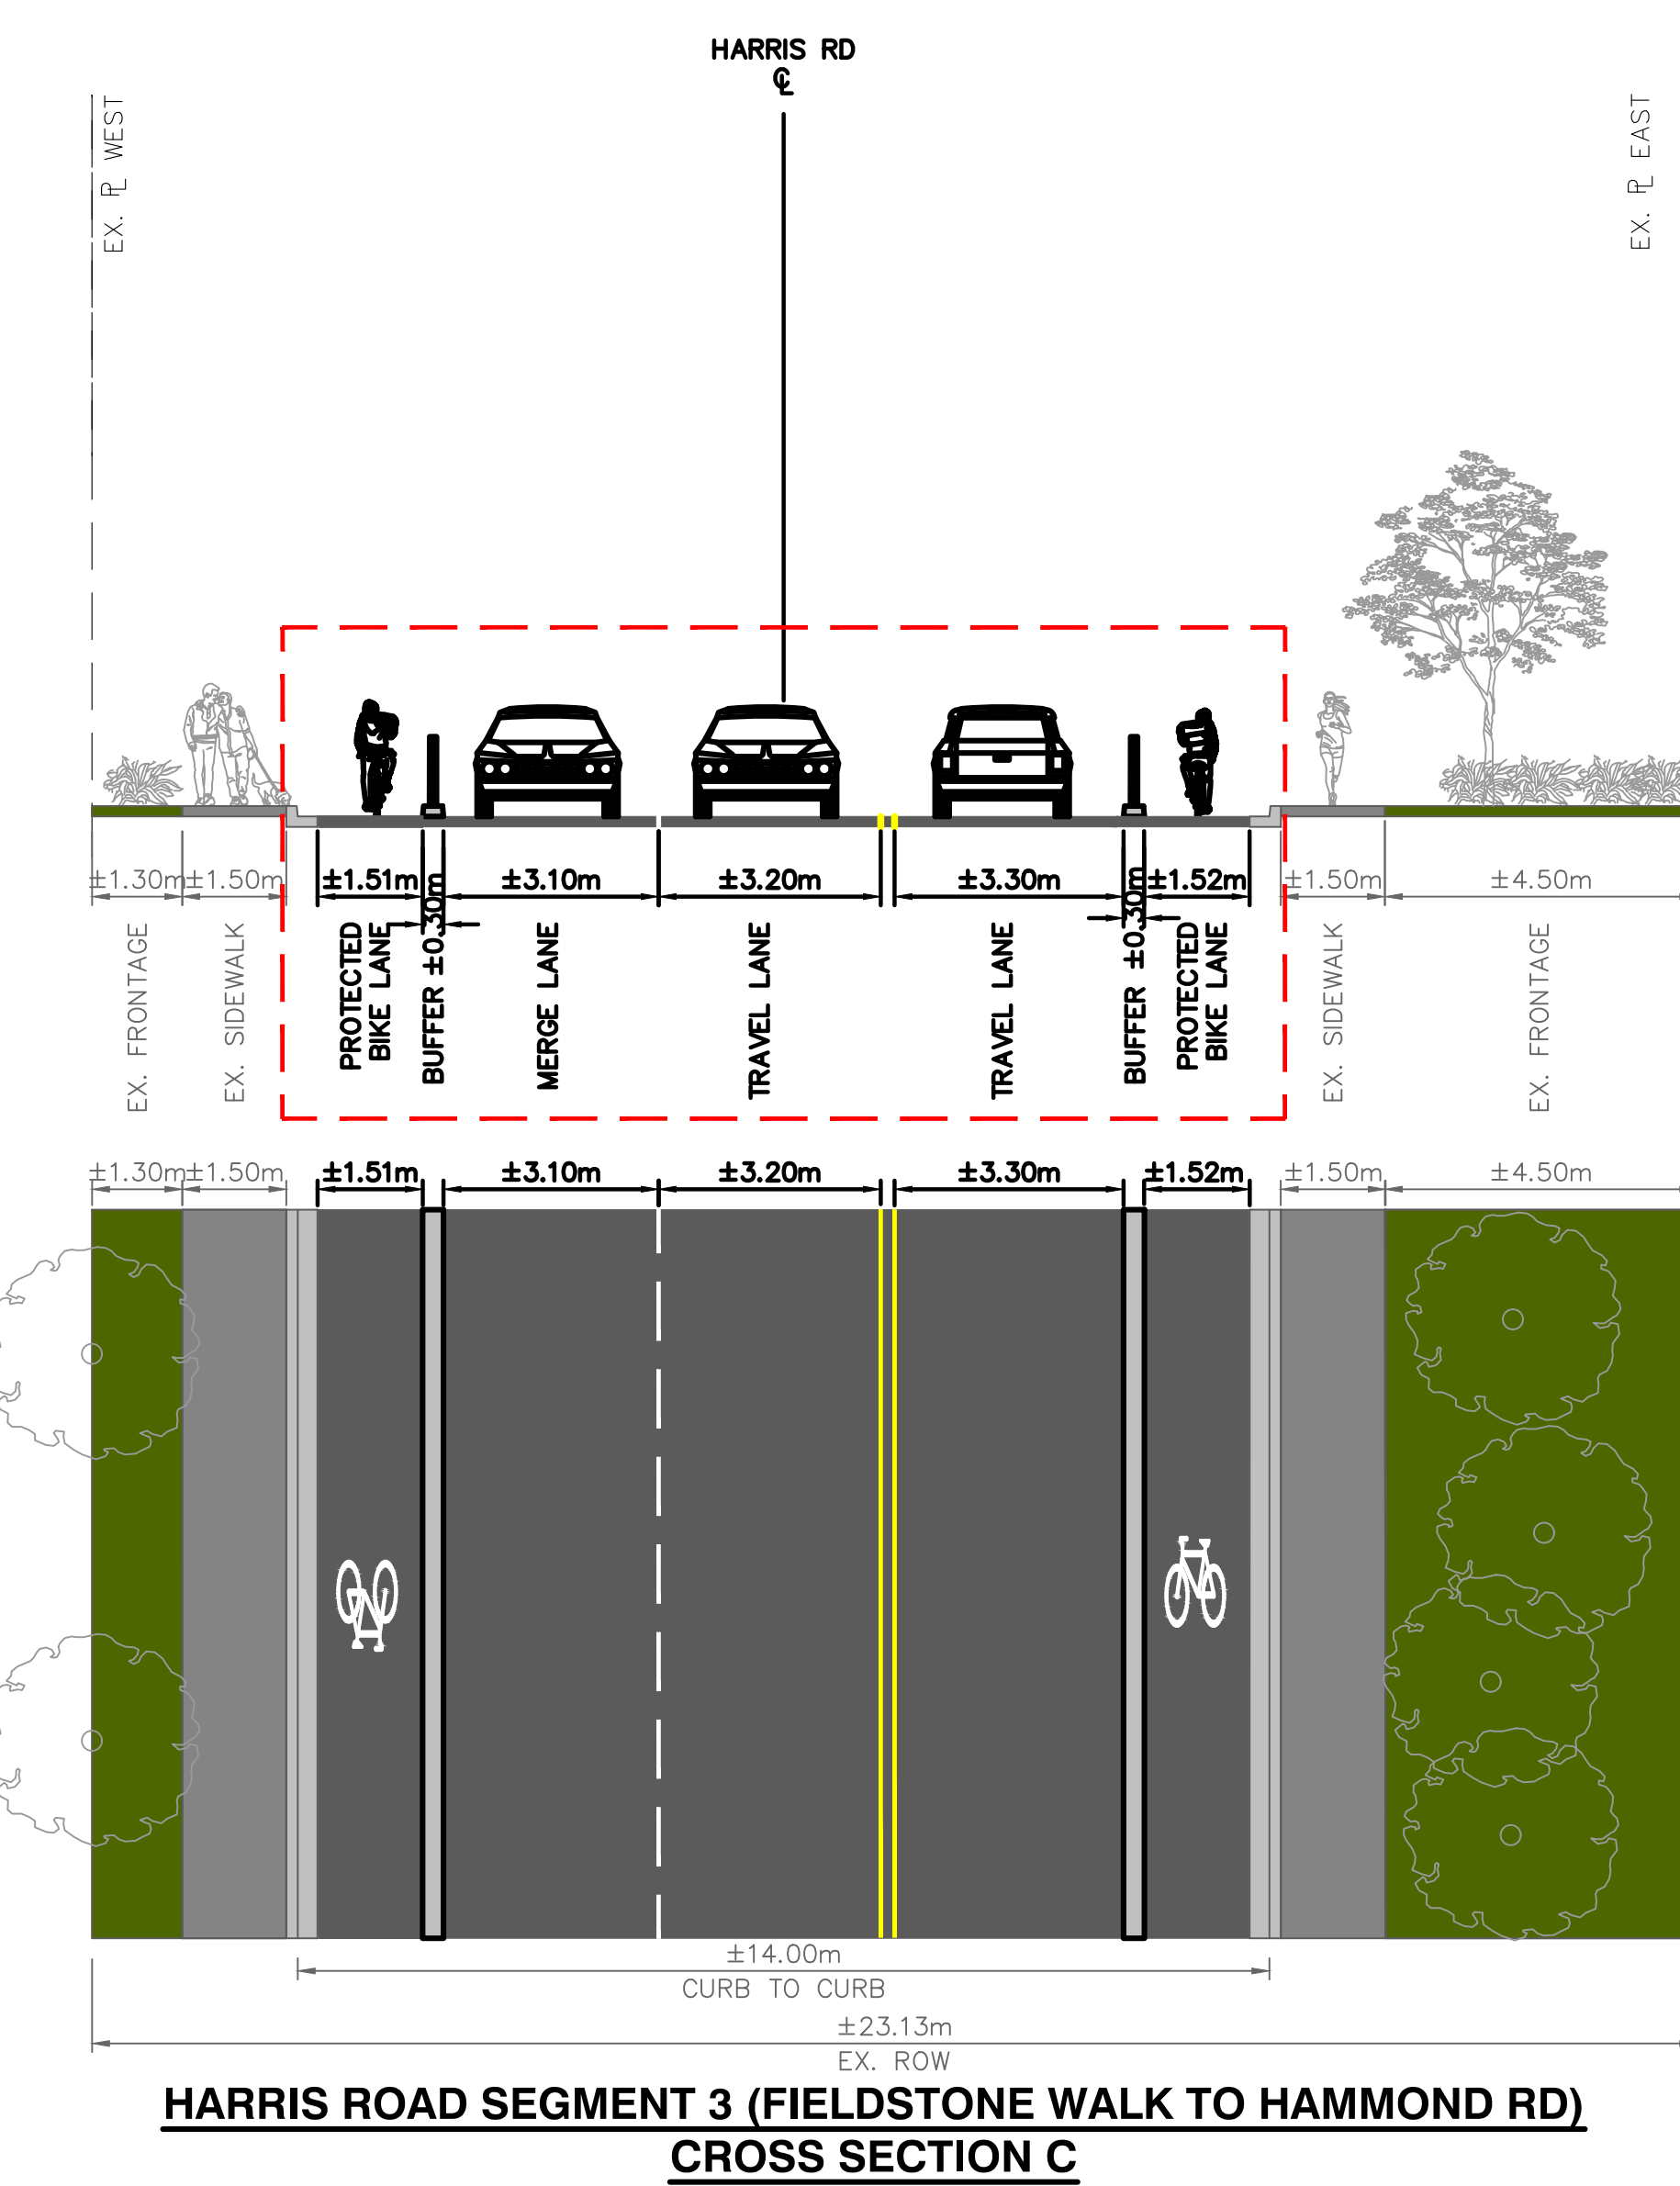 HARRIS RD
℄
EX. ⅊ WEST
EX. ⅊ EAST
±1.30m
±1.50m
±1.51m
±3.10m
±3.20m
±3.30m
±1.52m
±1.50m
±4.50m
EX. FRONTAGE
EX. SIDEWALK
PROTECTED
BIKE LANE
BUFFER ±0.30m
MERGE LANE
TRAVEL LANE
TRAVEL LANE
BUFFER ±0.30m
PROTECTED
BIKE LANE
EX. SIDEWALK
EX. FRONTAGE
±1.30m
±1.50m
±1.51m
±3.10m
±3.20m
±3.30m
±1.52m
±1.50m
±4.50m
±14.00m
CURB TO CURB
±23.13m
EX. ROW
HARRIS ROAD SEGMENT 3 (FIELDSTONE WALK TO HAMMOND RD)
CROSS SECTION C